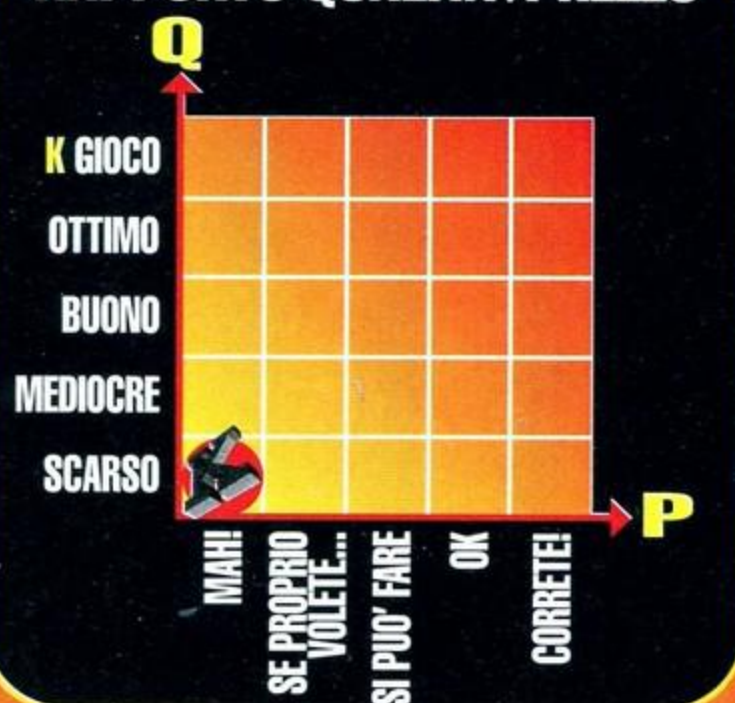 Q
K GIOCO
OTTIMO
BUONO
MEDIOCRE
SCARSO
P
MAH!
SE PROPRIO
VOLETE...
SI PUO' FARE
OK
CORRETE!